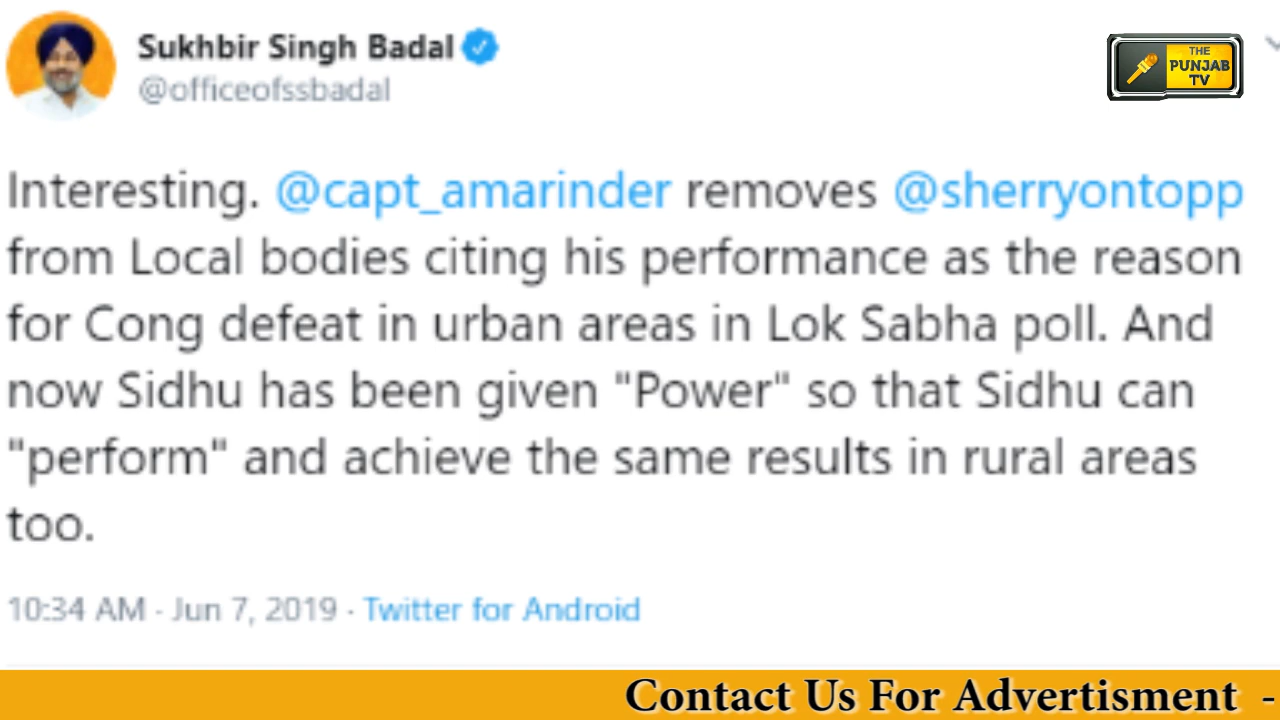 Sukhbir Singh Badal
@officeofssbadal
THE
PUNJAB
TV
Interesting. @capt_amarinder removes @sherryontopp
from Local bodies citing his performance as the reason
for Cong defeat in urban areas in Lok Sabha poll. And
now Sidhu has been given "Power" so that Sidhu can
"perform" and achieve the same results in rural areas
too.
10:34 AM · Jun 7, 2019 · Twitter for Android
Contact Us For Advertisment -